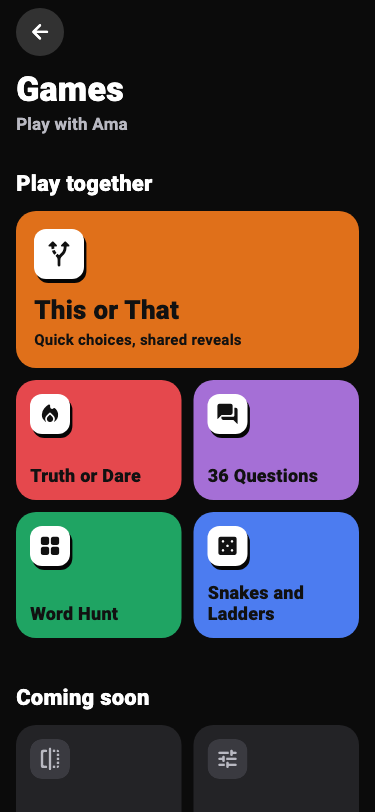 Games
Play with Ama
Play together
This or That
Quick choices, shared reveals
Truth or Dare
36 Questions
Word Hunt
Snakes and
Ladders
Coming soon